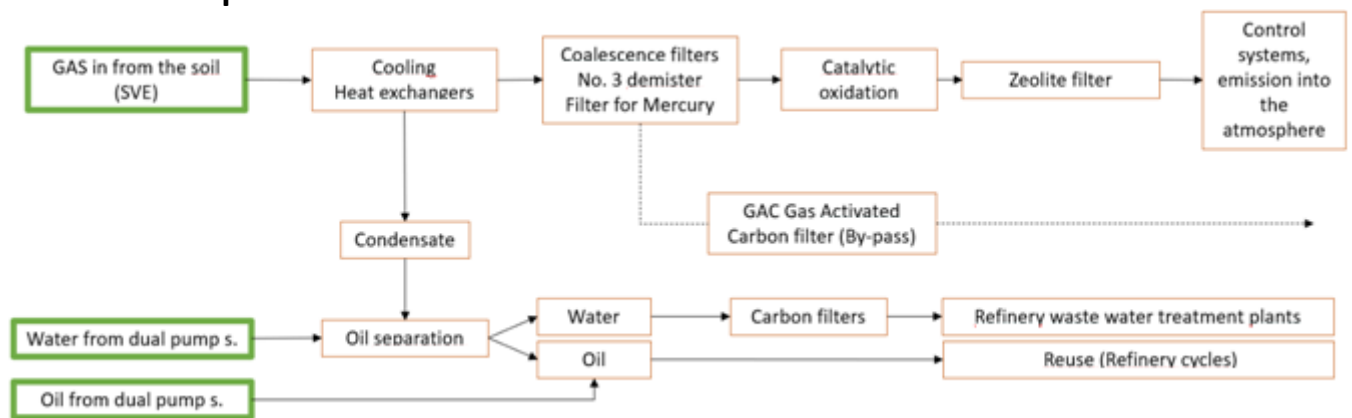 GAS in from the soil
(SVE)
Cooling
Heat exchangers
Coalescence filters
No. 3 demister
Filter for Mercury
Catalytic
oxidation
Zeolite filter
Control
systems,
emission into
the
atmosphere
GAC Gas Activated
Carbon filter (By-pass)
Condensate
Water from dual pump s.
Oil separation
Water
Carbon filters
Refinery waste water treatment plants
Oil
Reuse (Refinery cycles)
Oil from dual pump s.